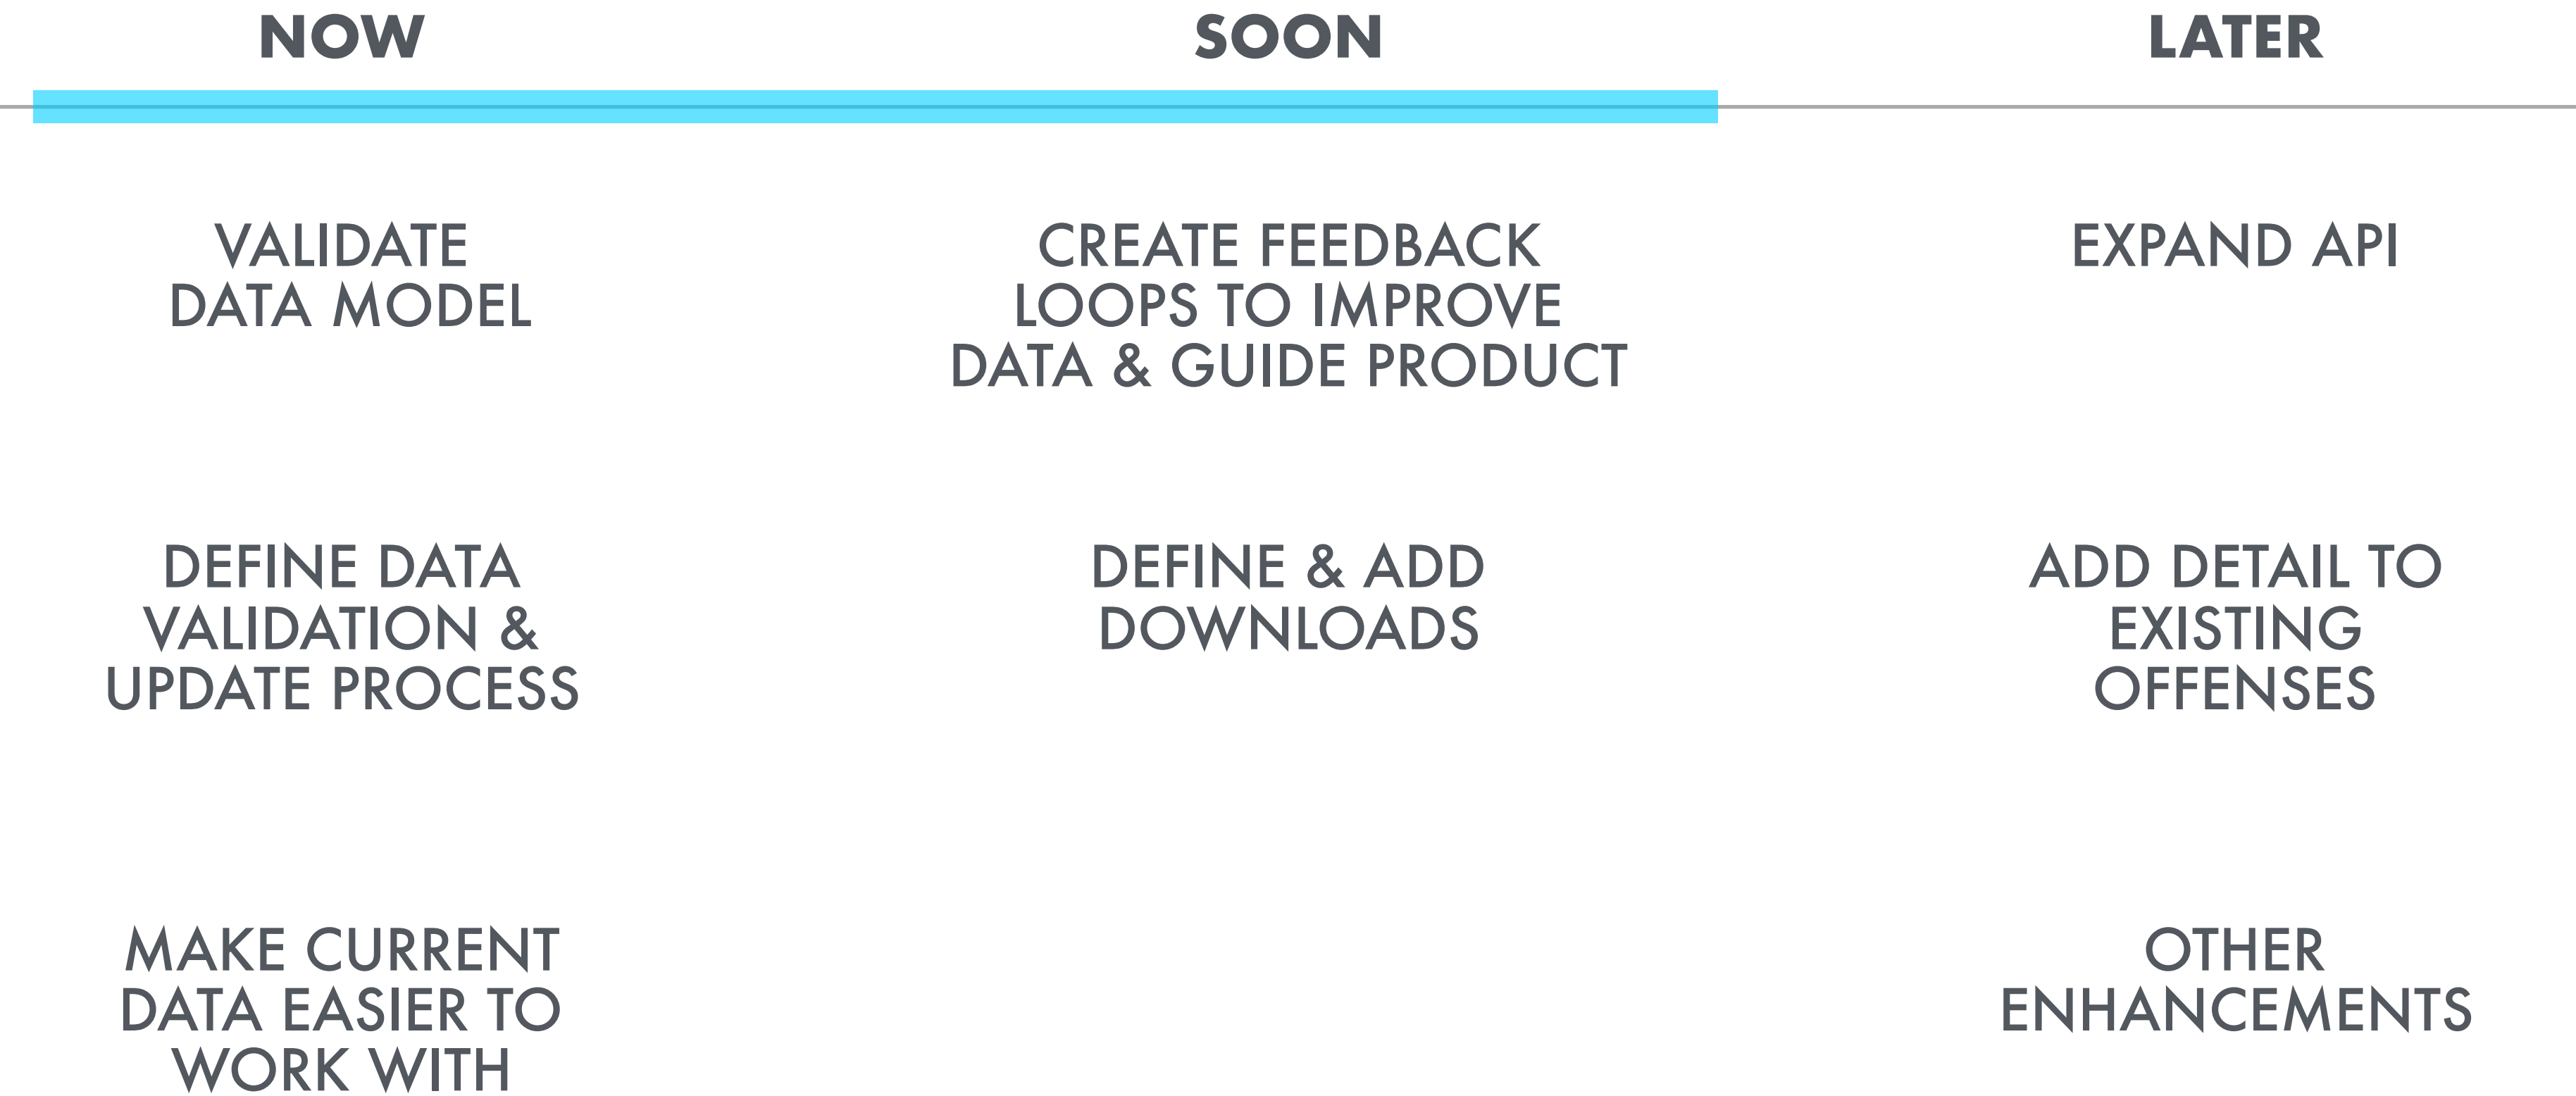 NOW
SOON
LATER
VALIDATE
DATA MODEL
CREATE FEEDBACK
LOOPS TO IMPROVE
DATA & GUIDE PRODUCT
EXPAND API
DEFINE DATA
VALIDATION &
UPDATE PROCESS
DEFINE & ADD
DOWNLOADS
ADD DETAIL TO
EXISTING
OFFENSES
MAKE CURRENT
DATA EASIER TO
WORK WITH
OTHER
ENHANCEMENTS